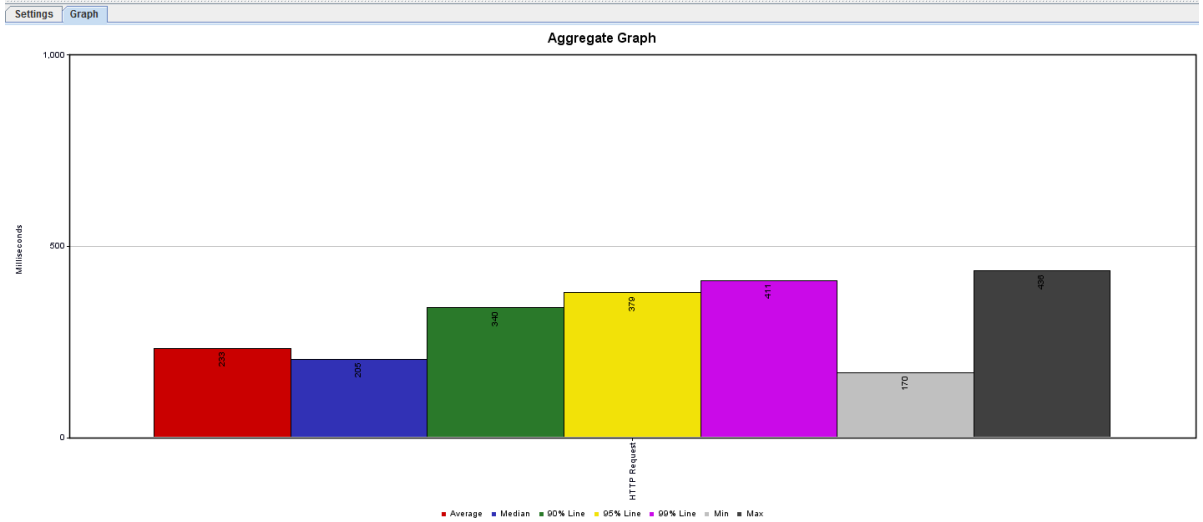 Settings Graph
Aggregate Graph
1,000
500
0
Milliseconds
233
205
340
379
411
170
436
HTTP Request
Average Median 90% Line 95% Line 99% Line Min Max